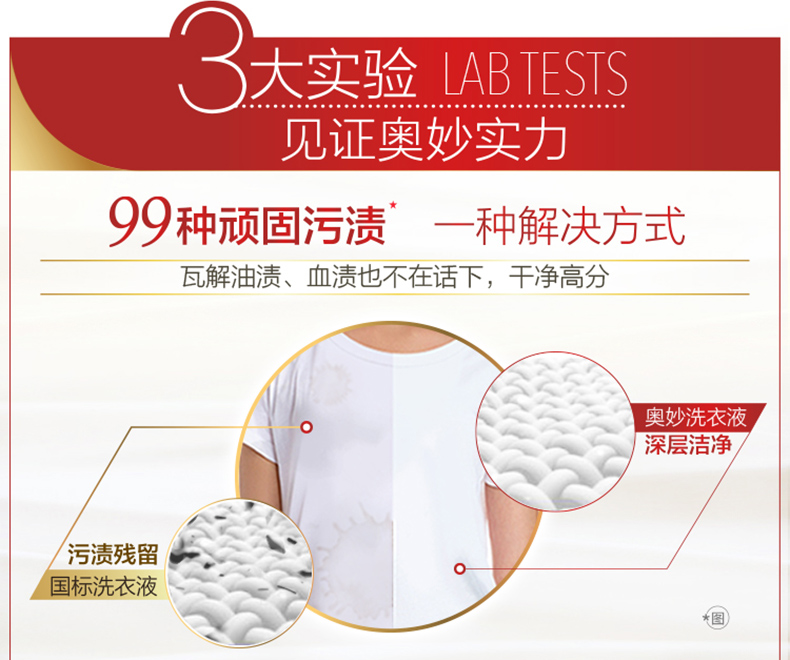 3大实验 LAB TESTS
见证奥妙实力
99种顽固污渍★ 一种解决方式
瓦解油渍、血渍也不在话下，干净高分
奥妙洗衣液
深层洁净
污渍残留
国标洗衣液
★图